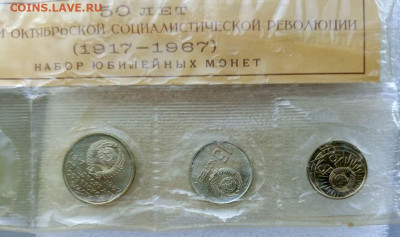 COINS.LAVE.RU
50 ЛЕТ
Й ОКТЯБРЬСКОЙ СОЦИАЛИСТИЧЕСКОЙ РЕВОЛЮЦИИ
(1917-1967)
НАБОР ЮБИЛЕЙНЫХ МОНЕТ